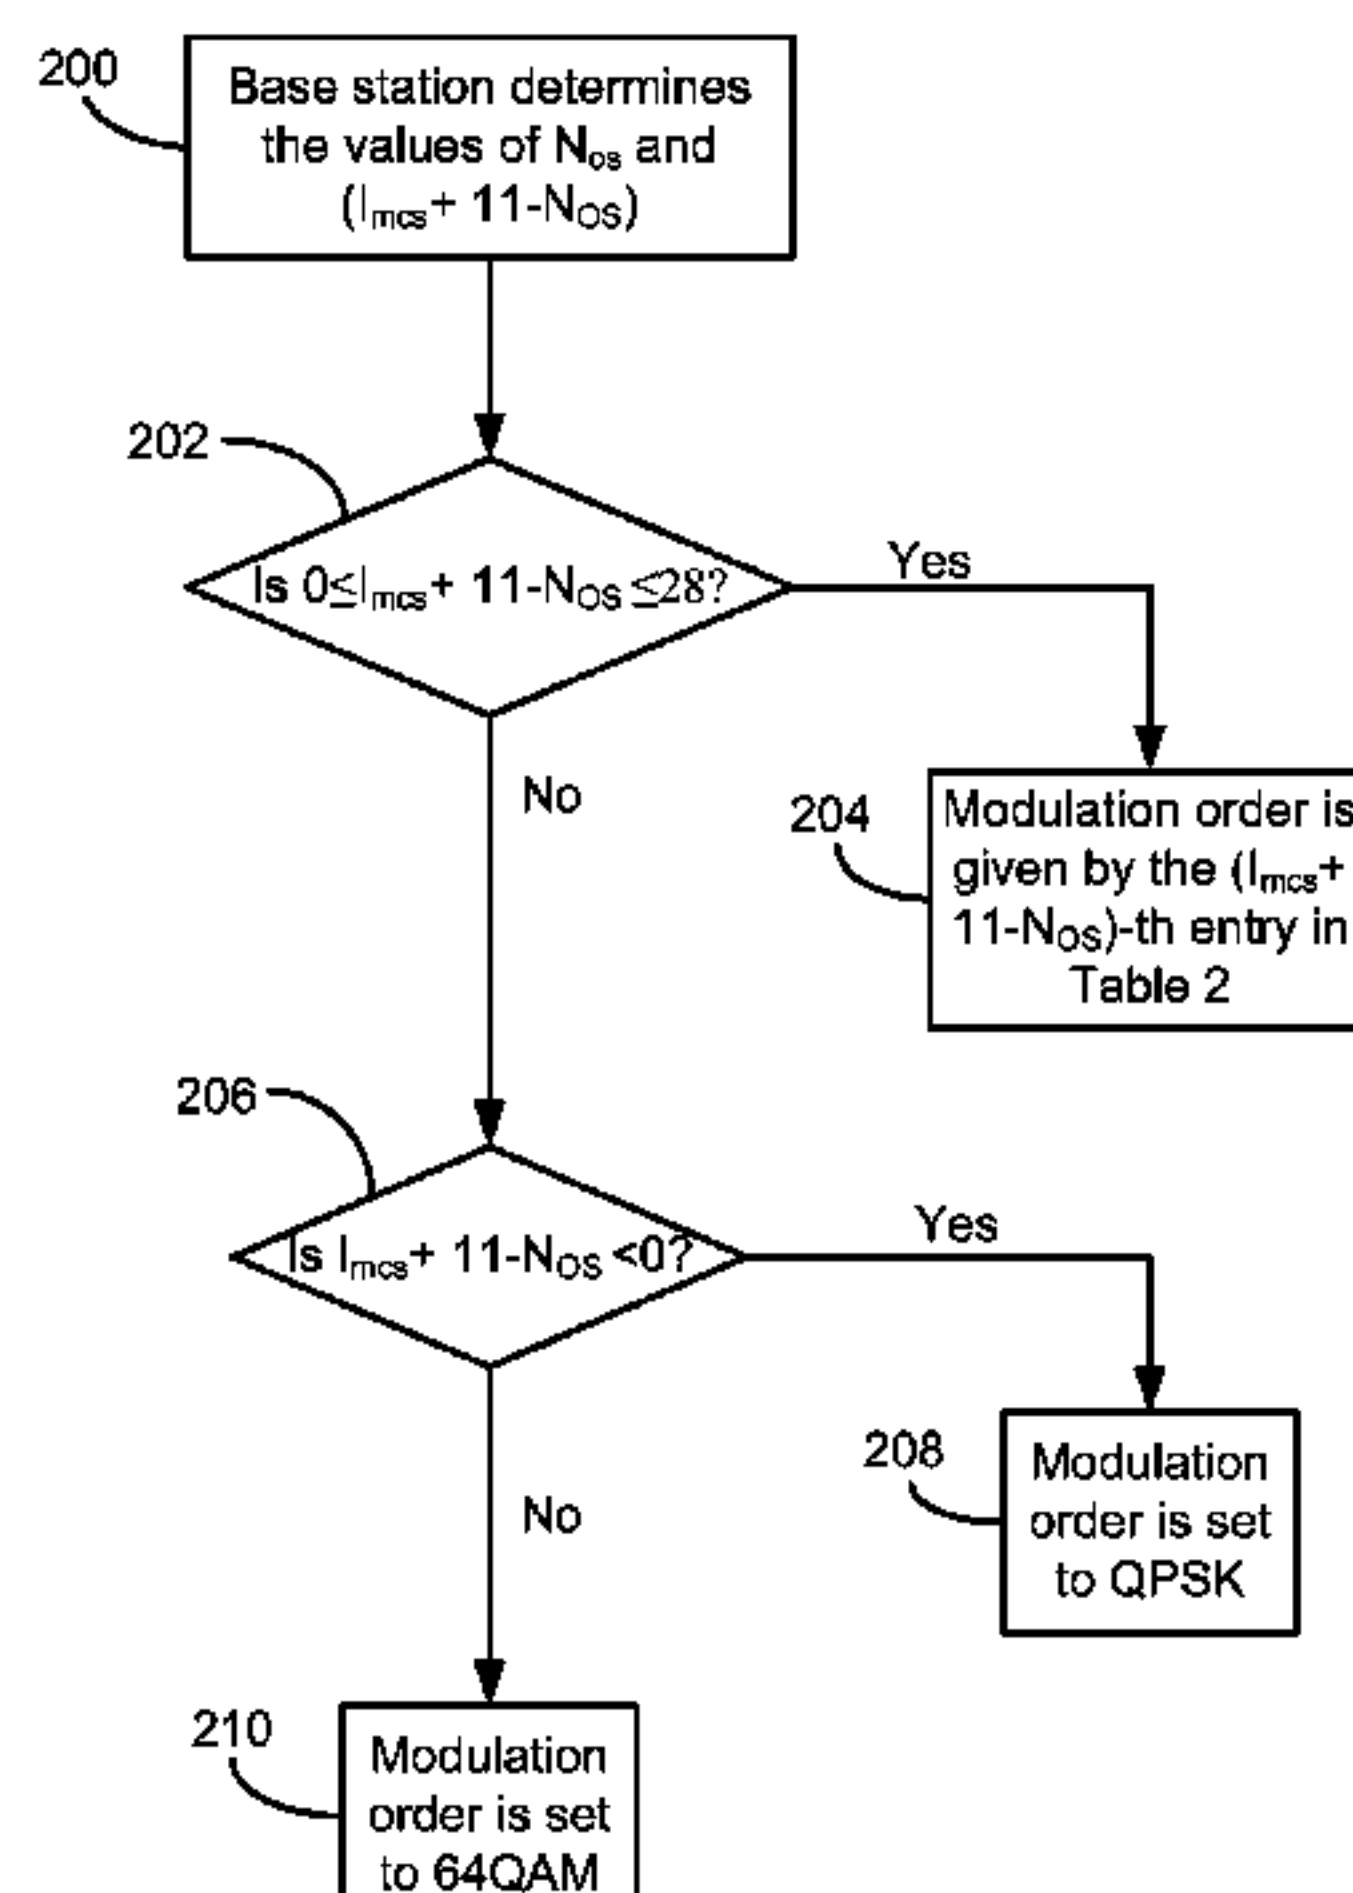 200
Base station determines
the values of Nos and
(Imcs+ 11-NOS)
202
Is 0≤Imcs+ 11-NOS ≤28?
Yes
No
204
Modulation order is
given by the (Imcs+
11-NOS)-th entry in
Table 2
206
Is Imcs+ 11-NOS <0?
Yes
No
208
Modulation
order is set
to QPSK
210
Modulation
order is set
to 64QAM